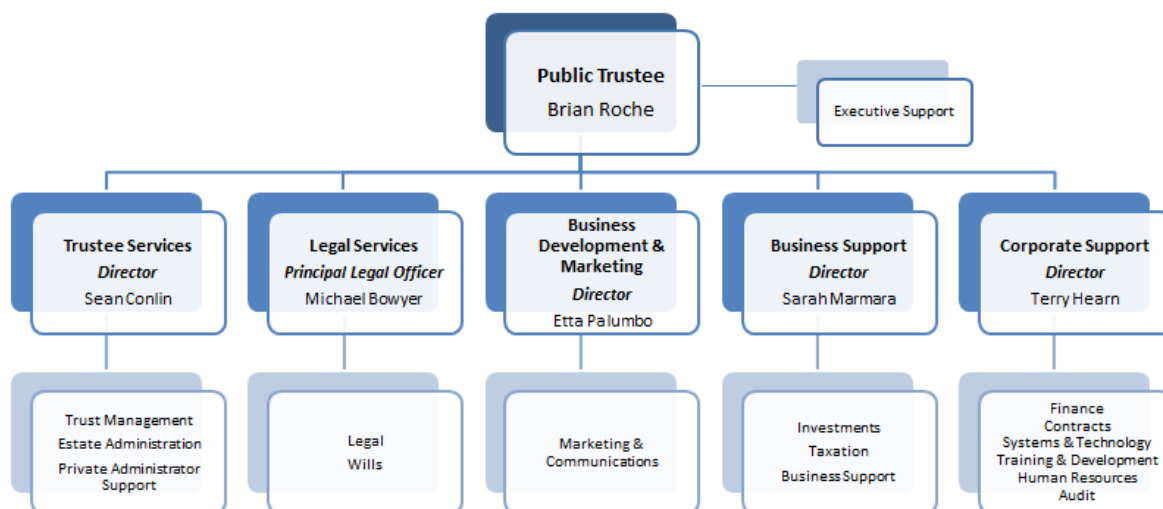 Public Trustee
Brian Roche
Executive Support
Trustee Services
Director
Sean Conlin
Legal Services
Principal Legal Officer
Michael Bowyer
Business
Development &
Marketing
Director
Etta Palumbo
Business Support
Director
Sarah Marmara
Corporate Support
Director
Terry Hearn
Trust Management
Estate Administration
Private Administrator
Support
Legal
Wills
Marketing &
Communications
Investments
Taxation
Business Support
Finance
Contracts
Systems & Technology
Training & Development
Human Resources
Audit